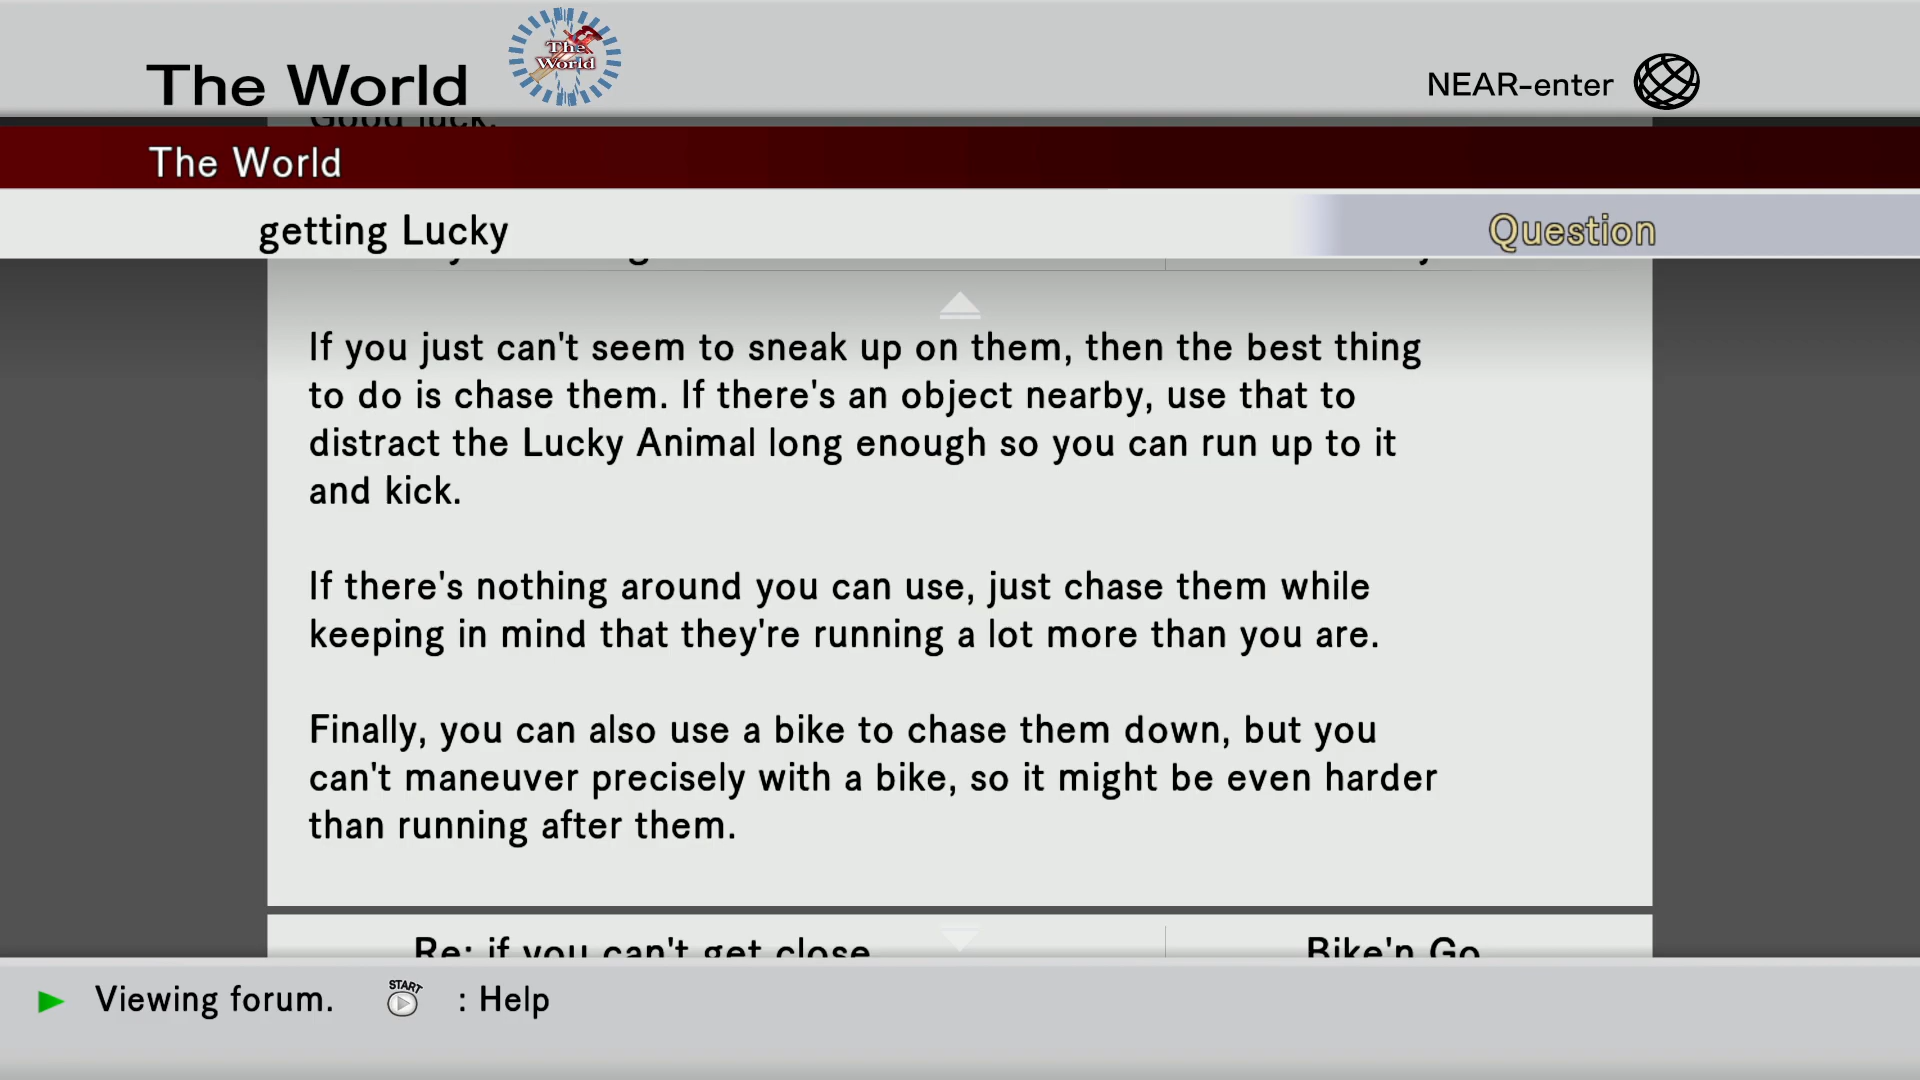 The World
The
World
NEAR-enter
Good luck.
The World
getting Lucky
Question
If you just can't seem to sneak up on them, then the best thing
to do is chase them. If there's an object nearby, use that to
distract the Lucky Animal long enough so you can run up to it
and kick.
If there's nothing around you can use, just chase them while
keeping in mind that they're running a lot more than you are.
Finally, you can also use a bike to chase them down, but you
can't maneuver precisely with a bike, so it might be even harder
than running after them.
Re: if you can't get close
Bike'n Go
Viewing forum.
START
: Help